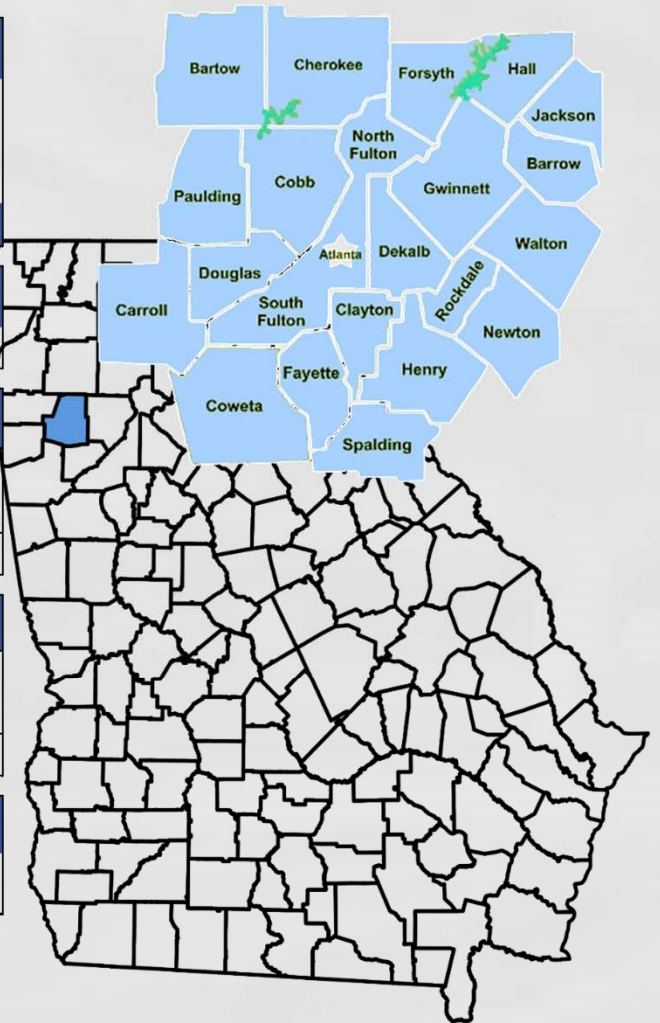 Bartow
Cherokee
Forsyth
Hall
Jackson
North
Fulton
Barrow
Paulding
Cobb
Gwinnett
Walton
Atlanta
Dekalb
Douglas
Rockdale
Carroll
South
Fulton
Clayton
Newton
Fayette
Henry
Coweta
Spalding